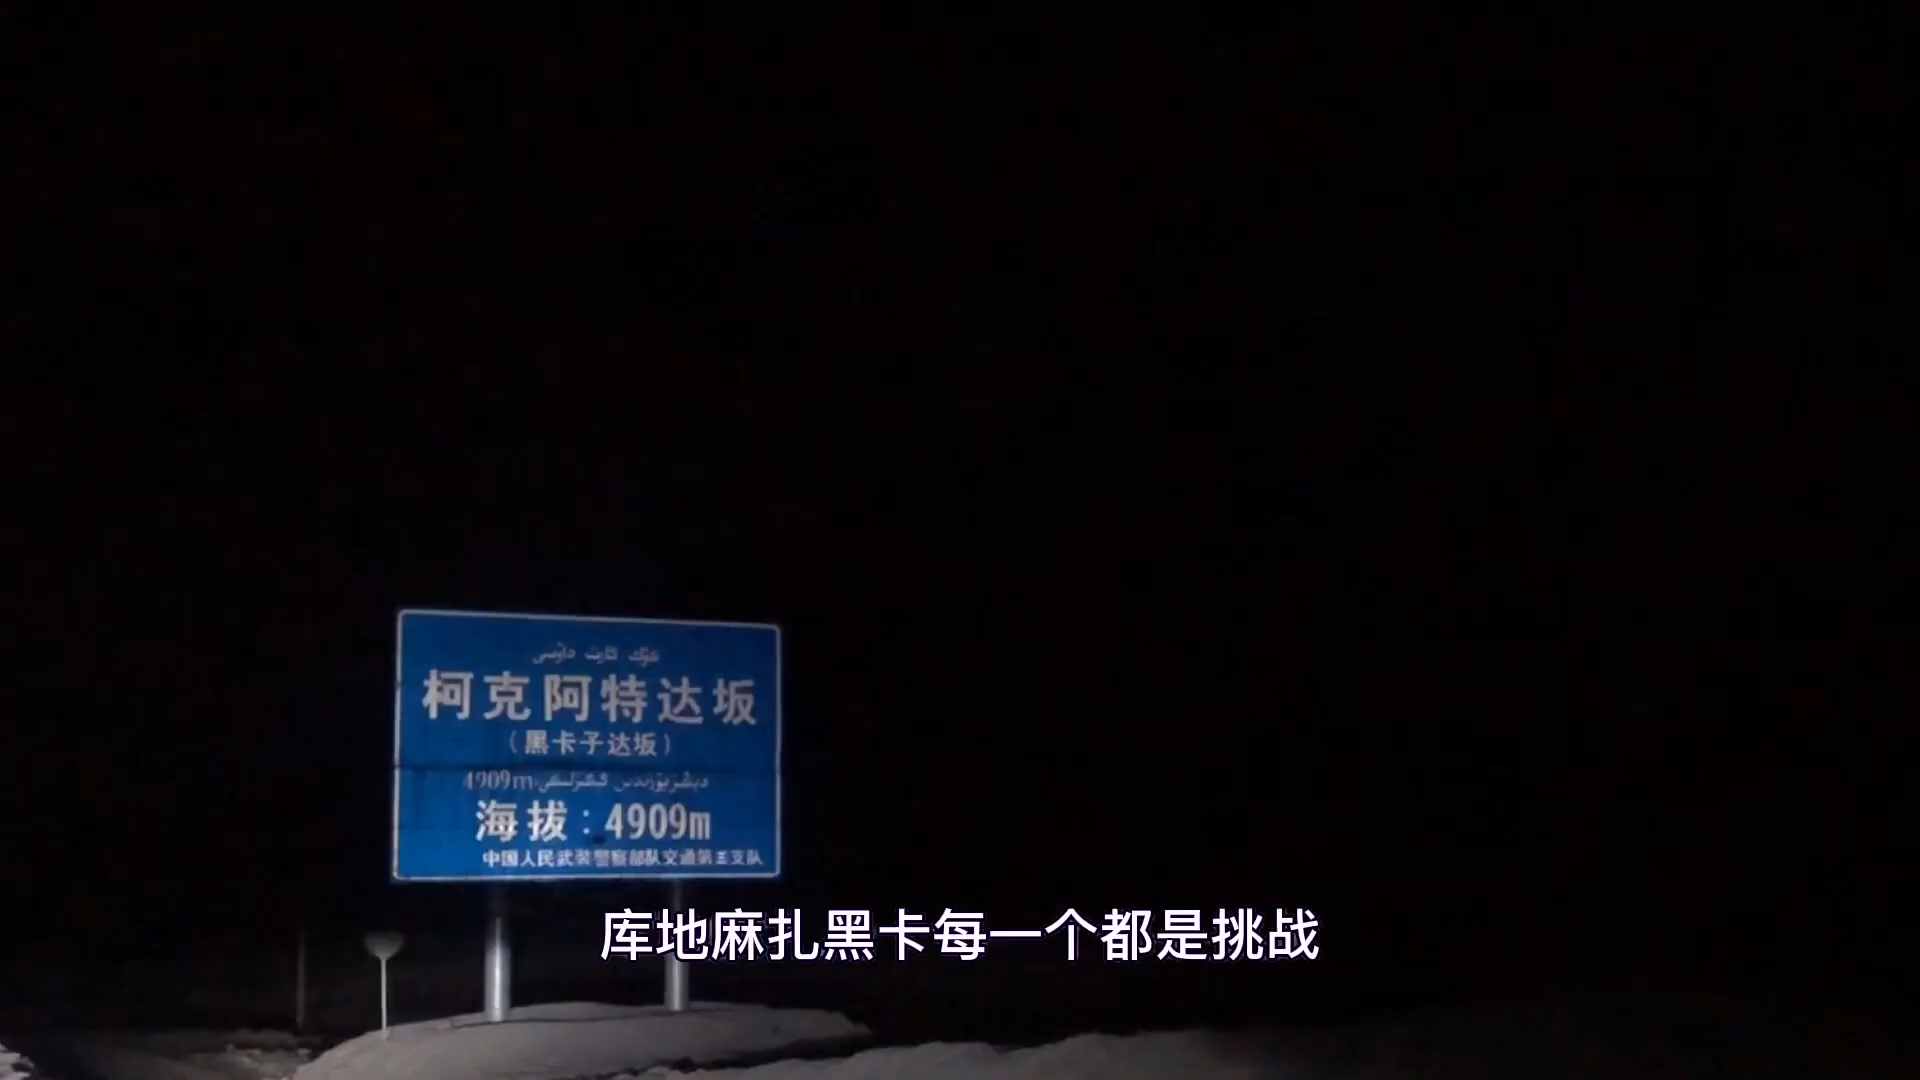 柯克阿特达坂
（黑卡子达坂）
4909m
海拔：4909m
中国人民武装警察部队交通第三支队
库地麻扎黑卡每一个都是挑战